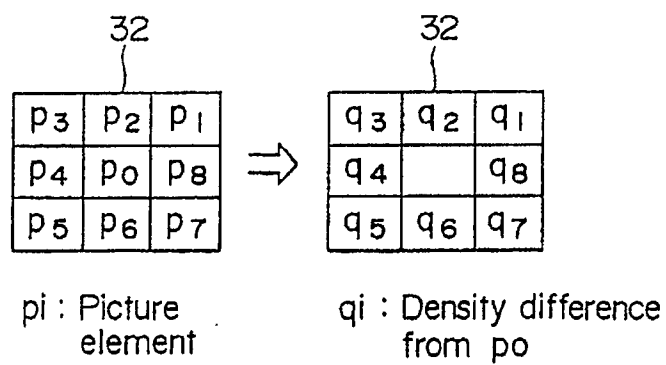 32 32
p3 p2 p1 q3 q2 q1
p4 p0 p8 ⇒ q4 q8
p5 p6 p7 q5 q6 q7
pi : Picture element
qi : Density difference from po